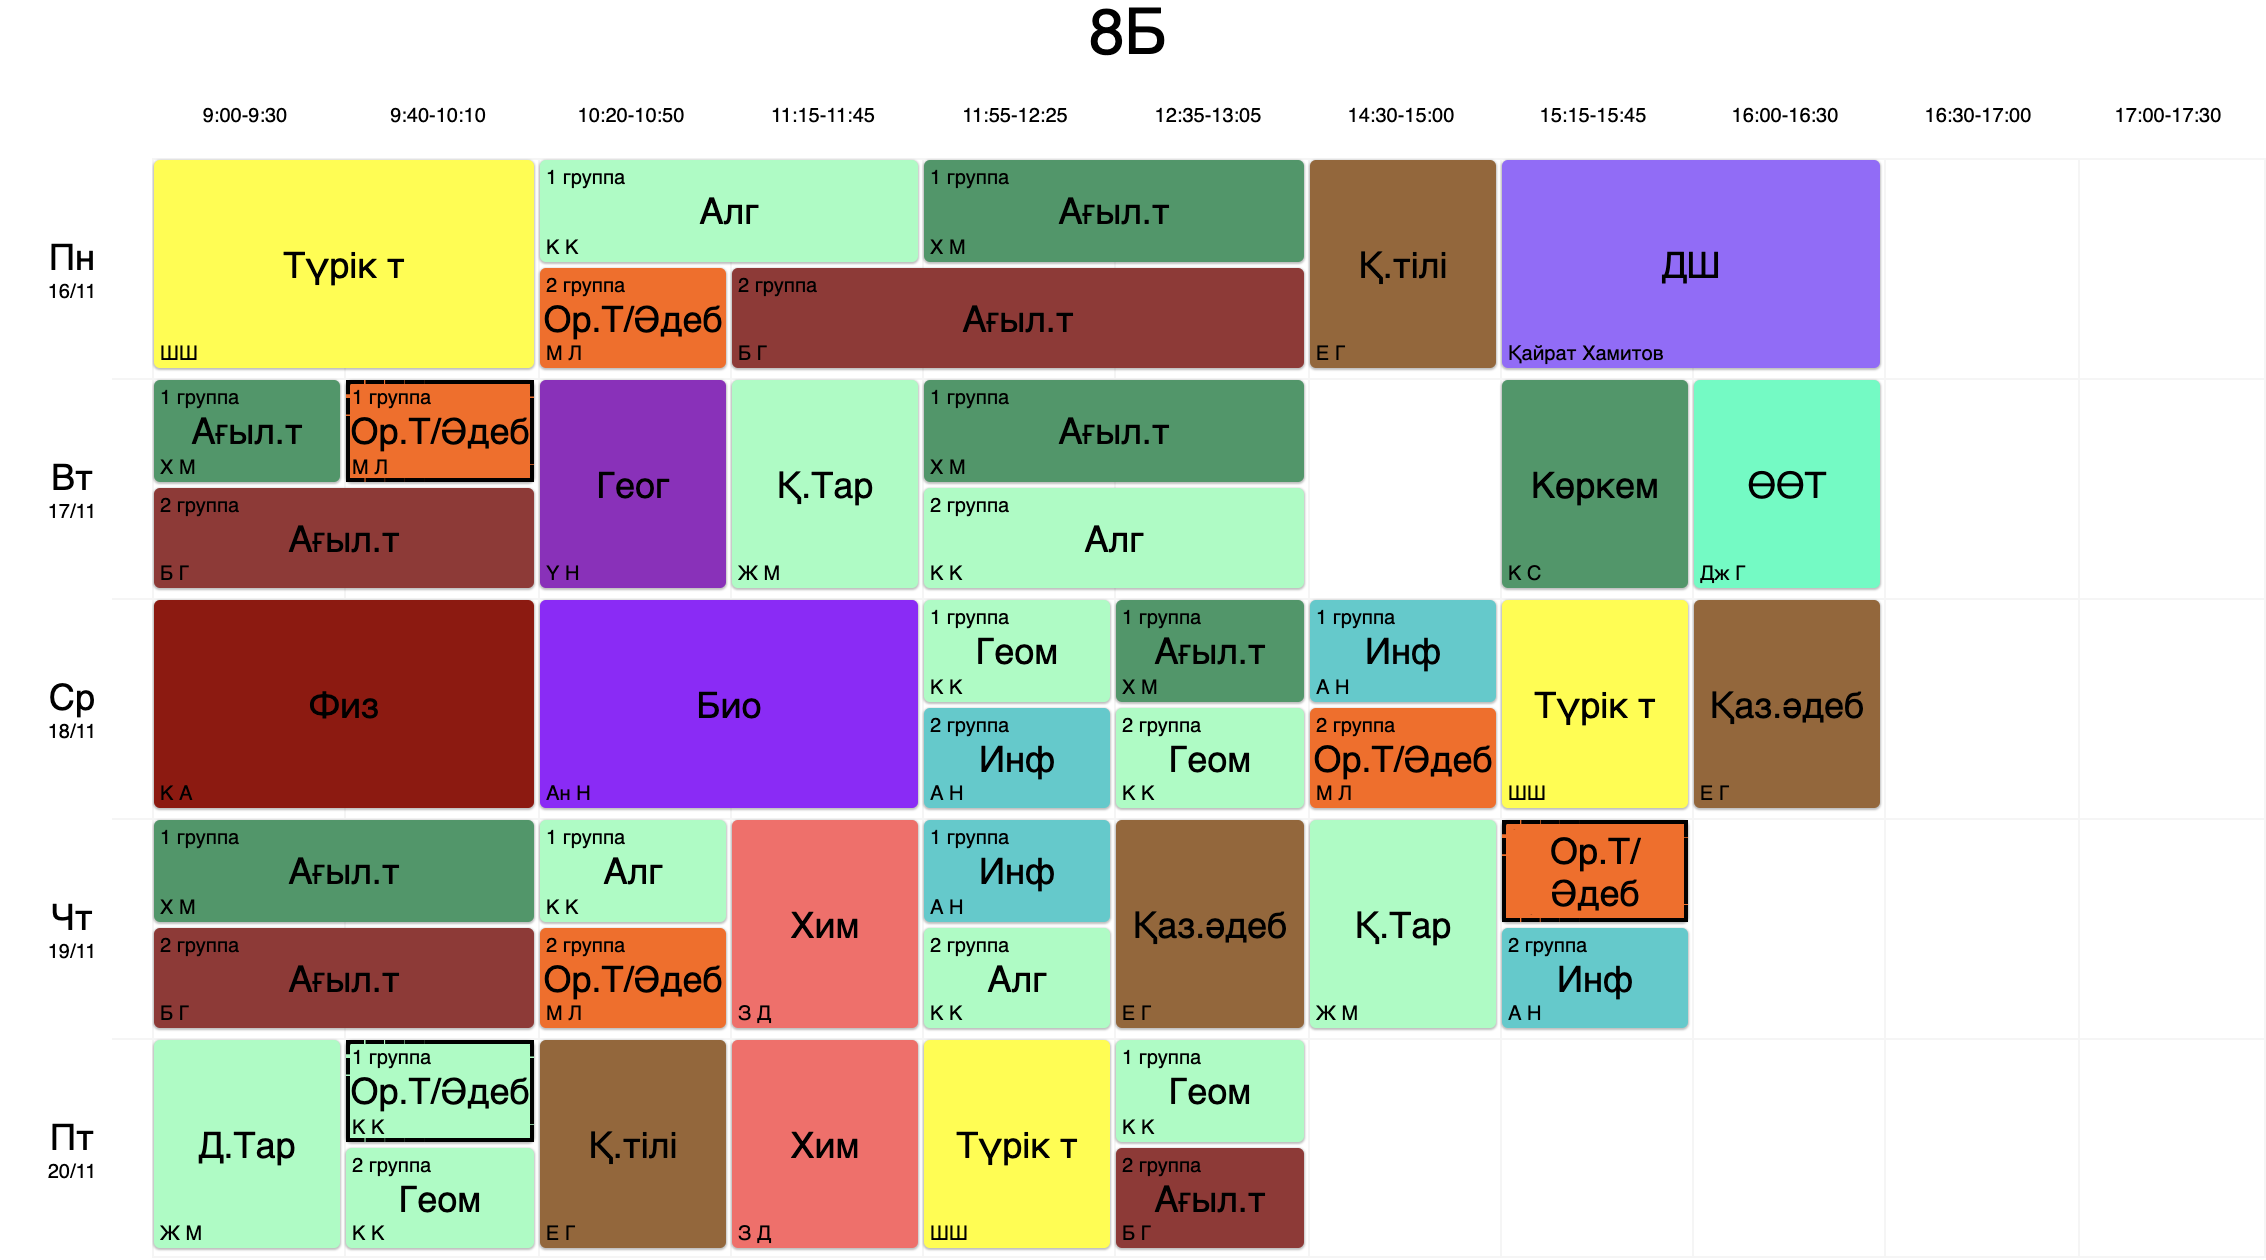 8Б
9:00-9:30
9:40-10:10
10:20-10:50
11:15-11:45
11:55-12:25
12:35-13:05
14:30-15:00
15:15-15:45
16:00-16:30
16:30-17:00
17:00-17:30
Пн
16/11
Түрік т
ШШ
1 группа
Алг
К К
2 группа
Ор.Т/Әдеб
М Л
1 группа
Ағыл.т
Х М
2 группа
Ағыл.т
Б Г
Қ.тілі
Е Г
ДШ
Қайрат Хамитов
Вт
17/11
1 группа
Ағыл.т
Х М
1 группа
Ор.Т/Әдеб
М Л
2 группа
Ағыл.т
Б Г
Геог
Ү Н
Қ.Тар
Ж М
1 группа
Ағыл.т
Х М
2 группа
Алг
К К
Көркем
К С
ӨӨТ
Дж Г
Ср
18/11
Физ
К А
Био
Ан Н
1 группа
Геом
К К
2 группа
Инф
А Н
1 группа
Ағыл.т
Х М
2 группа
Геом
К К
1 группа
Инф
А Н
2 группа
Ор.Т/Әдеб
М Л
Түрік т
ШШ
Қаз.әдеб
Е Г
Чт
19/11
1 группа
Ағыл.т
Х М
2 группа
Ағыл.т
Б Г
1 группа
Алг
К К
2 группа
Ор.Т/Әдеб
М Л
Хим
З Д
1 группа
Инф
А Н
2 группа
Алг
К К
Қаз.әдеб
Е Г
Қ.Тар
Ж М
Ор.Т/
Әдеб
2 группа
Инф
А Н
Пт
20/11
Д.Тар
Ж М
1 группа
Ор.Т/Әдеб
К К
2 группа
Геом
К К
Қ.тілі
Е Г
Хим
З Д
Түрік т
ШШ
1 группа
Геом
К К
2 группа
Ағыл.т
Б Г